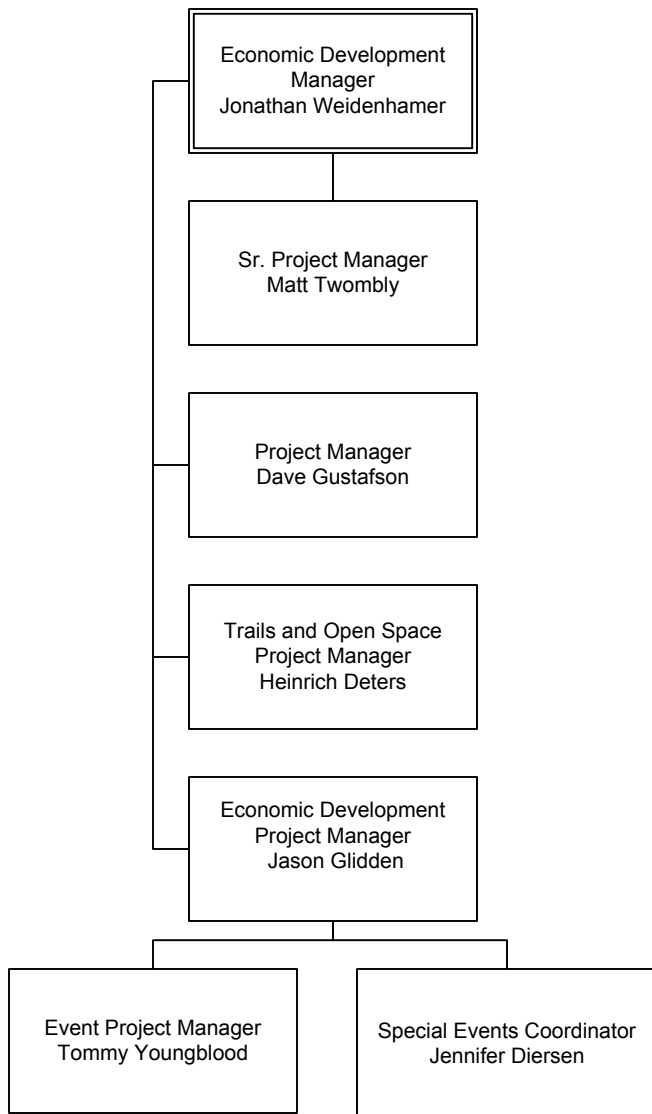 Economic Development
Manager
Jonathan Weidenhamer
Sr. Project Manager
Matt Twombly
Project Manager
Dave Gustafson
Trails and Open Space
Project Manager
Heinrich Deters
Economic Development
Project Manager
Jason Glidden
Event Project Manager
Tommy Youngblood
Special Events Coordinator
Jennifer Diersen